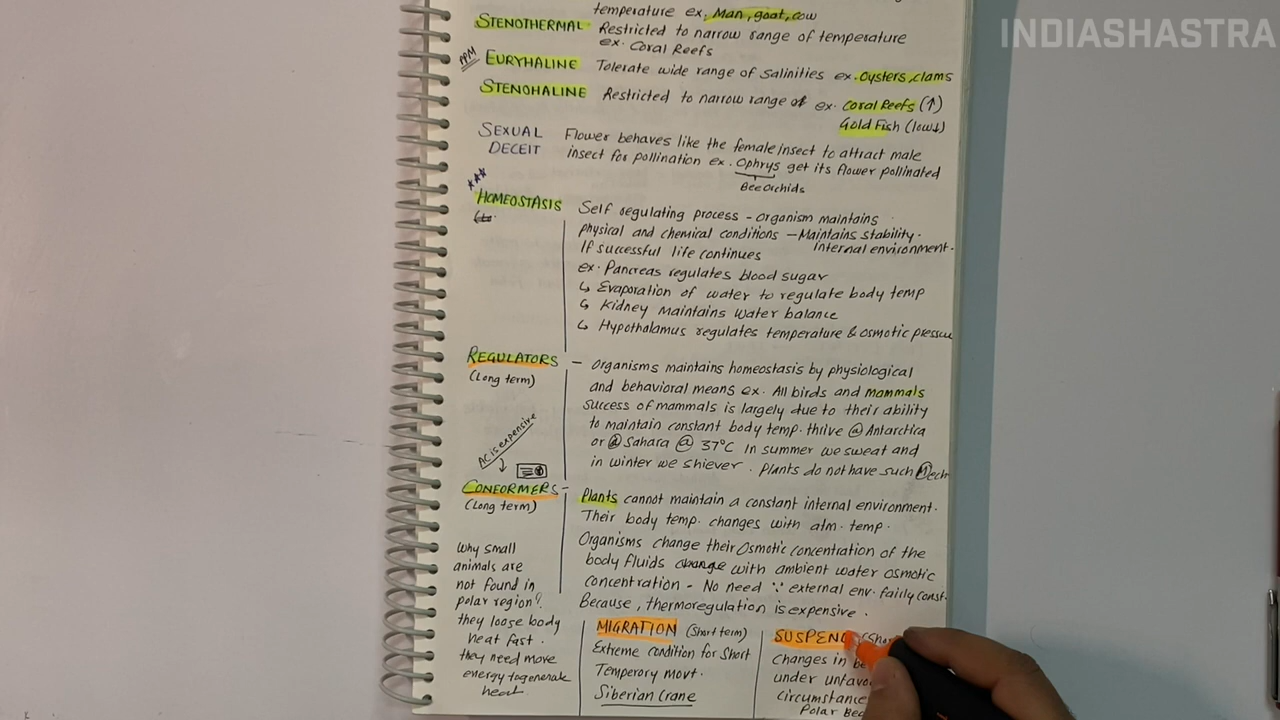 temperature ex. Man, goat, cow
INDIASHASTRA
STENOTHERMAL Restricted to narrow range of temperature
ex. Coral Reefs
PPM
EURYHALINE Tolerate wide range of salinities ex. Oysters, clams
STENOHALINE Restricted to narrow range of ex. Coral Reefs (↑)
Gold Fish (low↓)
SEXUAL Flower behaves like the female insect to attract male
DECEIT insect for pollination ex. Ophrys get its flower pollinated
Bee Orchids
HOMEOSTASIS Self regulating process - Organism maintains
physical and chemical conditions - Maintains stability.
internal environment.
If successful life continues
ex. Pancreas regulates blood sugar
↳ Evaporation of water to regulate body temp
↳ Kidney maintains water balance
↳ Hypothalamus regulates temperature & osmotic pressure
REGULATORS - Organisms maintains homeostasis by physiological
(Long term)
and behavioral means ex. All birds and mammals
success of mammals is largely due to their ability
to maintain constant body temp. thrive @ Antarctica
or @ Sahara @ 37°C In summer we sweat and
in winter we shiever. Plants do not have such Mech
AC is expensive
CONFORMERS - Plants cannot maintain a constant internal environment.
(Long term)
Their body temp. changes with atm. temp.
Organisms change their Osmotic concentration of the
body fluids change with ambient water osmotic
concentration - No need ∵ external env. fairly const.
Because, thermoregulation is expensive.
Why small
animals are
not found in
polar region?
they loose body
heat fast.
they need move
energy to generate
heat.
MIGRATION (Short term)
Extreme condition for Short
Temperory movt.
Siberian Crane
SUSPEND (Shor
Changes in be
under unfavo
circumstance
Polar Bea